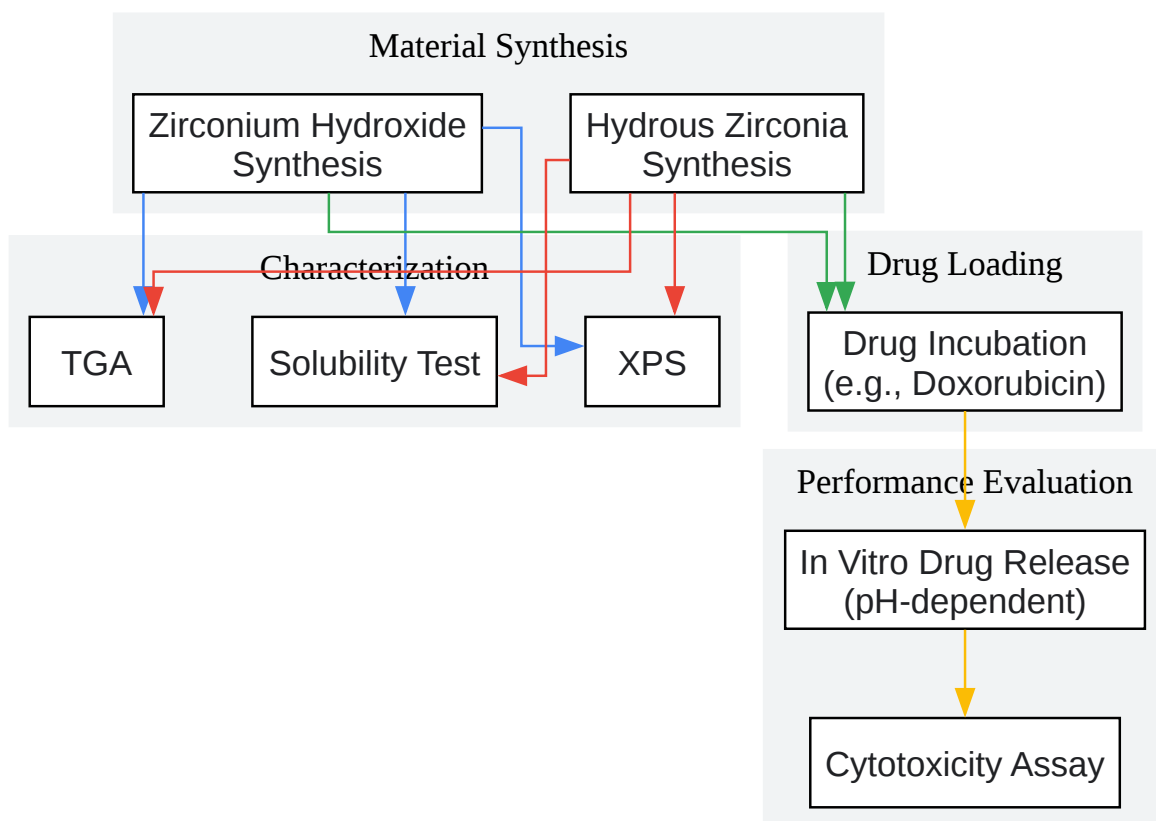 Material Synthesis
Zirconium Hydroxide
Synthesis
Hydrous Zirconia
Synthesis
Characterization
TGA
Solubility Test
XPS
Drug Loading
Drug Incubation
(e.g., Doxorubicin)
Performance Evaluation
In Vitro Drug Release
(pH-dependent)
Cytotoxicity Assay